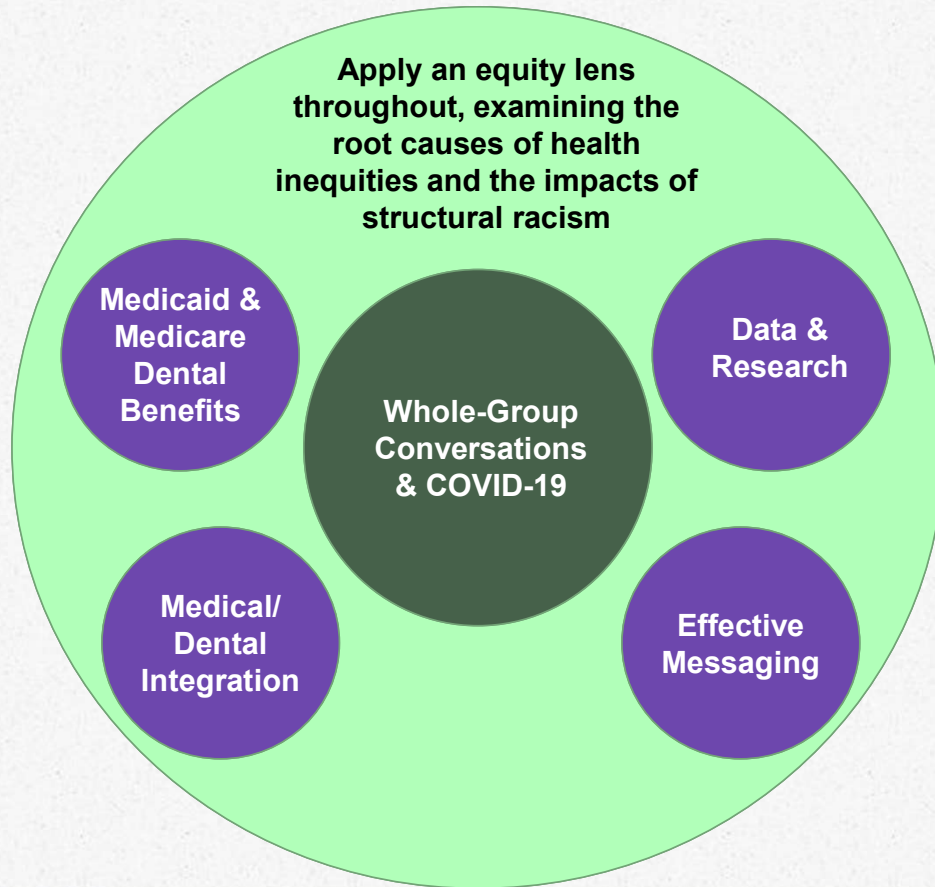 Apply an equity lens
throughout, examining the
root causes of health
inequities and the impacts of
structural racism
Medicaid &
Medicare
Dental
Benefits
Data &
Research
Whole-Group
Conversations
& COVID-19
Medical/
Dental
Integration
Effective
Messaging